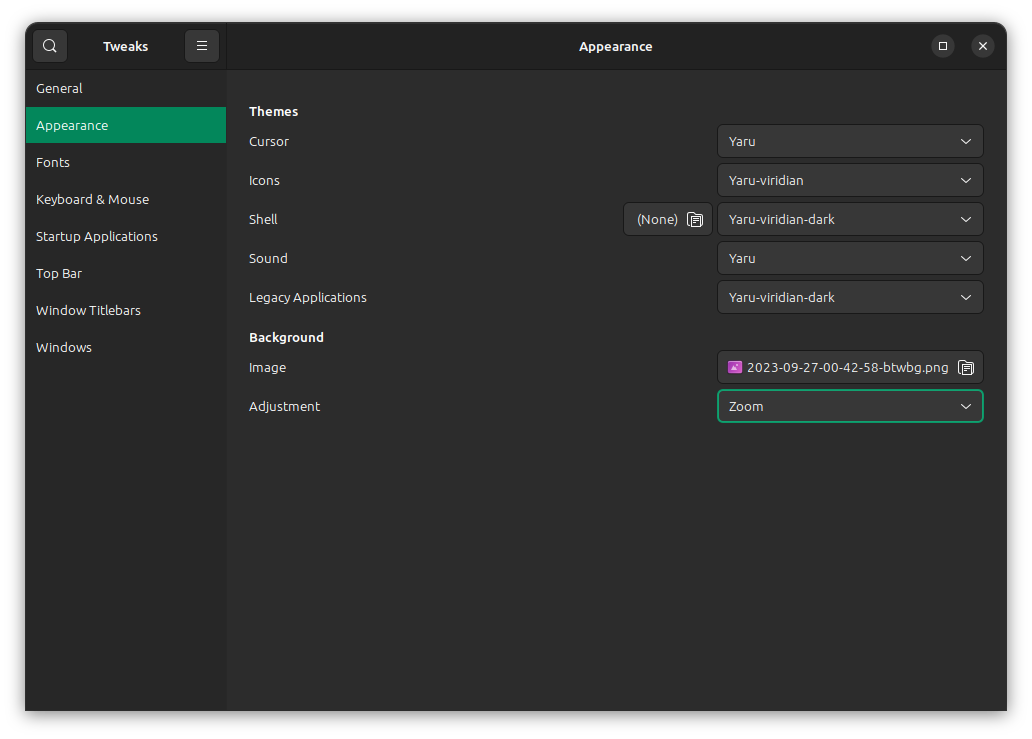 Tweaks
Appearance
General
Appearance
Fonts
Keyboard & Mouse
Startup Applications
Top Bar
Window Titlebars
Windows
Themes
Cursor Yaru
Icons Yaru-viridian
Shell (None) Yaru-viridian-dark
Sound Yaru
Legacy Applications Yaru-viridian-dark
Background
Image 2023-09-27-00-42-58-btwbg.png
Adjustment Zoom